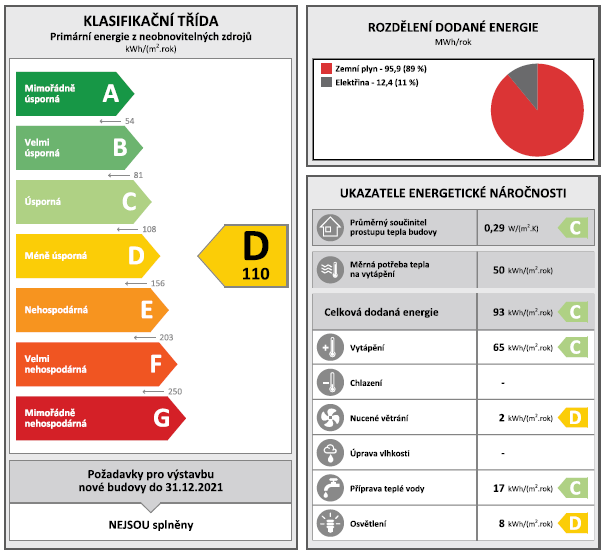 KLASIFIKAČNÍ TŘÍDA
Primární energie z neobnovitelných zdrojů
kWh/(m².rok)
Mimořádně
úsporná
A
54
Velmi
úsporná
B
81
Úsporná
C
108
Méně úsporná
D
156
Nehospodárná
E
203
Velmi
nehospodárná
F
250
Mimořádně
nehospodárná
G
D
110
Požadavky pro výstavbu
nové budovy do 31.12.2021
NEJSOU splněny
ROZDĚLENÍ DODANÉ ENERGIE
MWh/rok
Zemní plyn - 95,9 (89 %)
Elektřina - 12,4 (11 %)
UKAZATELE ENERGETICKÉ NÁROČNOSTI
Průměrný součinitel
prostupu tepla budovy
0,29 W/(m².K) C
Měrná potřeba tepla
na vytápění
50 kWh/(m².rok)
Celková dodaná energie 93 kWh/(m².rok) C
Vytápění 65 kWh/(m².rok) C
Chlazení -
Nucené větrání 2 kWh/(m².rok) D
Úprava vlhkosti -
Příprava teplé vody 17 kWh/(m².rok) C
Osvětlení 8 kWh/(m².rok) D